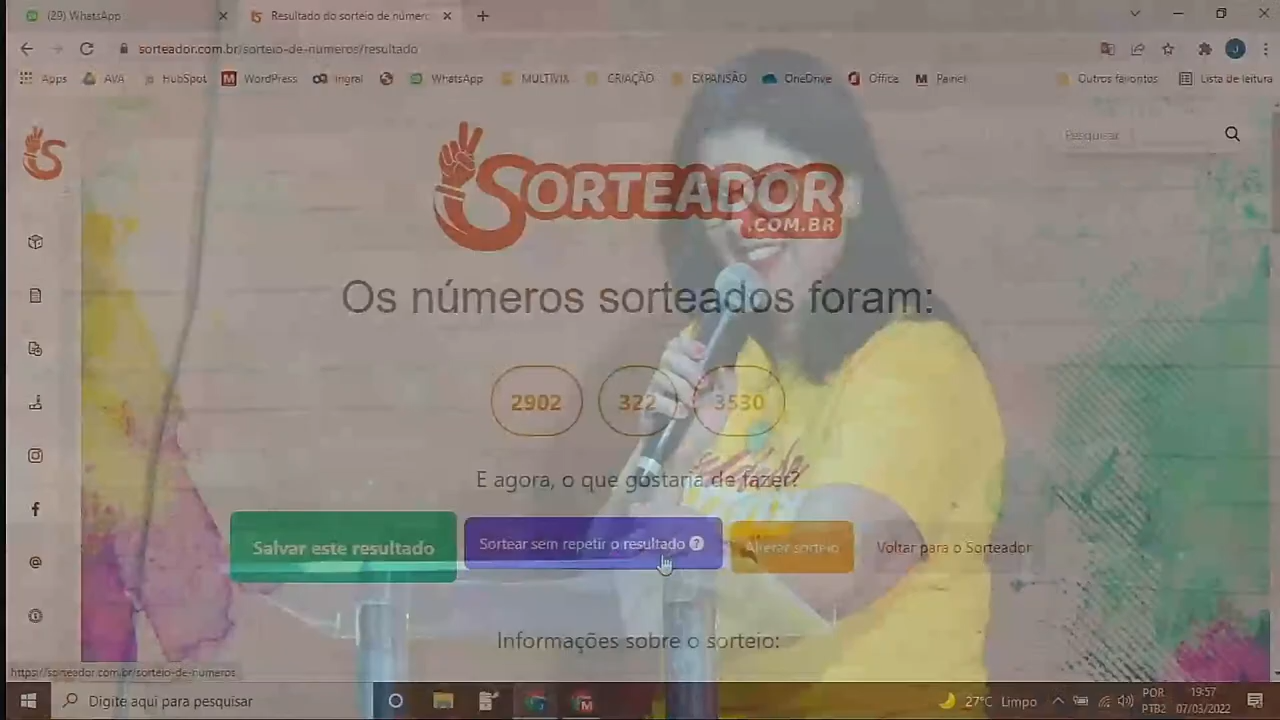 (29) WhatsApp
Resultado do sorteio de número
sorteador.com.br/sorteio-de-numeros/resultado
Apps AVA HubSpot WordPress Ingral WhatsApp MULTIVIX CRIAÇÃO EXPANSÃO OneDrive Office Painel Outros favoritos Lista de leitura
Pesquisar
SORTEADOR
.COM.BR
Os números sorteados foram:
2902 322 3530
E agora, o que gostaria de fazer?
Salvar este resultado Sortear sem repetir o resultado ? Alterar sorteio Voltar para o Sorteador
Informações sobre o sorteio:
https://sorteador.com.br/sorteio-de-numeros
Digite aqui para pesquisar
27°C Limpo
POR
PTB2
19:57
07/03/2022